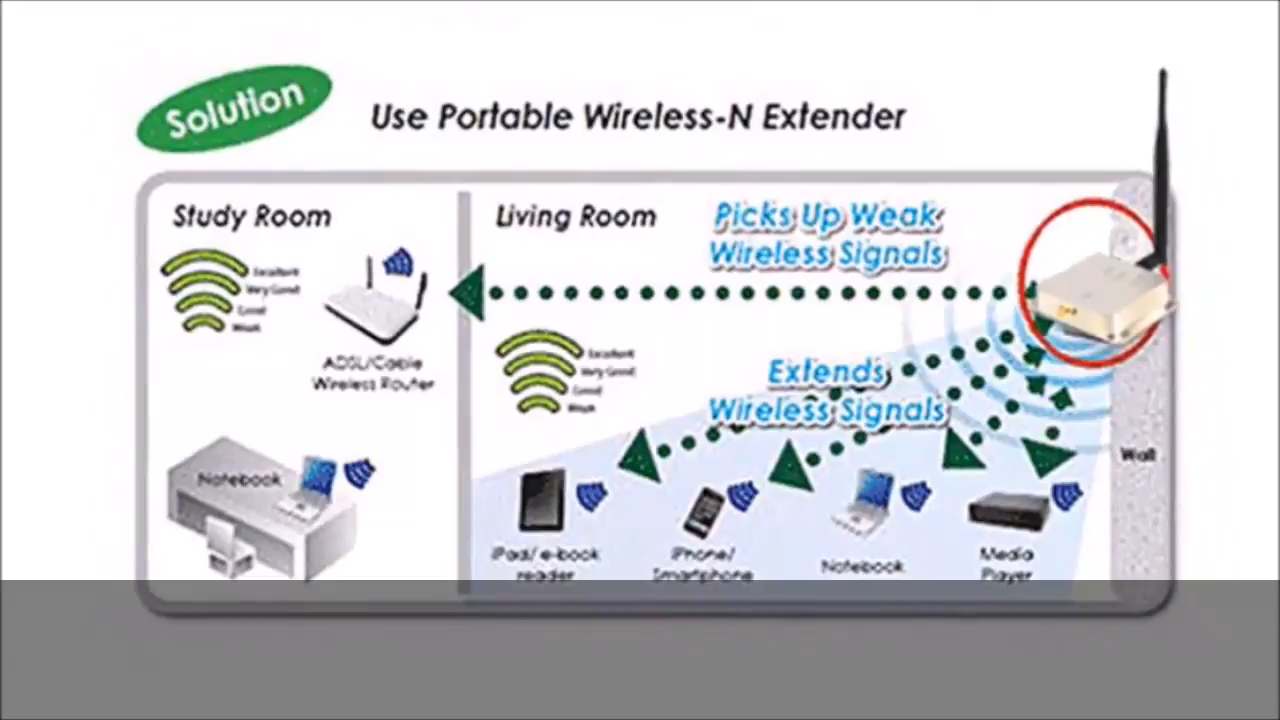 Solution
Use Portable Wireless-N Extender
Study Room
Living Room
Picks Up Weak
Wireless Signals
Excellent
Very Good
Good
Weak
ADSL/Cable
Wireless Router
Excellent
Very Good
Good
Weak
Extends
Wireless Signals
Wall
Notebook
iPad/ e-book
reader
iPhone/
Smartphone
Notebook
Media
Player